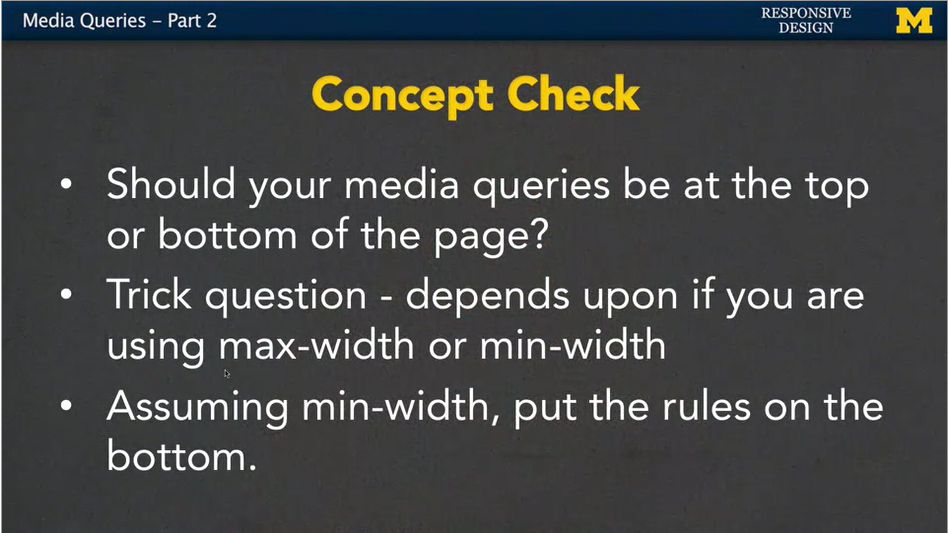 Media Queries – Part 2
RESPONSIVE
DESIGN
M
Concept Check
• Should your media queries be at the top
or bottom of the page?
• Trick question - depends upon if you are
using max-width or min-width
• Assuming min-width, put the rules on the
bottom.